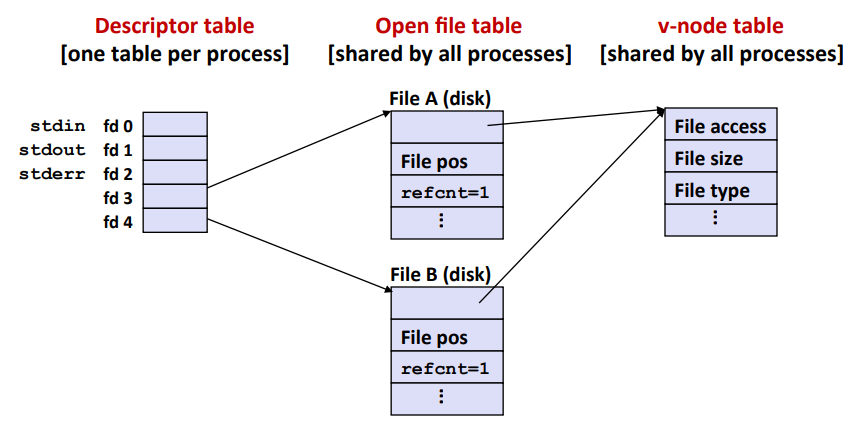 Descriptor table
[one table per process]
Open file table
[shared by all processes]
v-node table
[shared by all processes]
stdin fd 0
stdout fd 1
stderr fd 2
fd 3
fd 4
File A (disk)
File pos
refcnt=1
⋮
File B (disk)
File pos
refcnt=1
⋮
File access
File size
File type
⋮